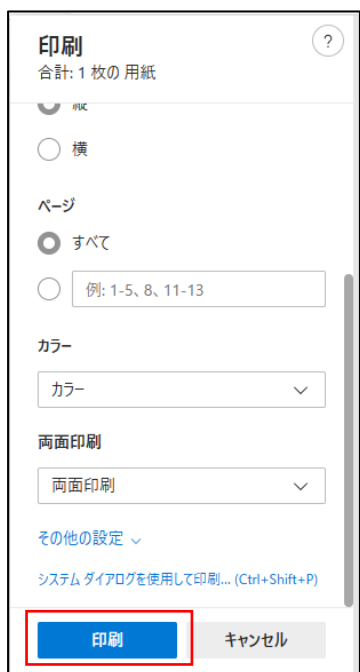 印刷
?
合計: 1 枚の 用紙
縦
横
ページ
すべて
例: 1-5、8、11-13
カラー
カラー
両面印刷
両面印刷
その他の設定
システム ダイアログを使用して印刷... (Ctrl+Shift+P)
印刷 キャンセル